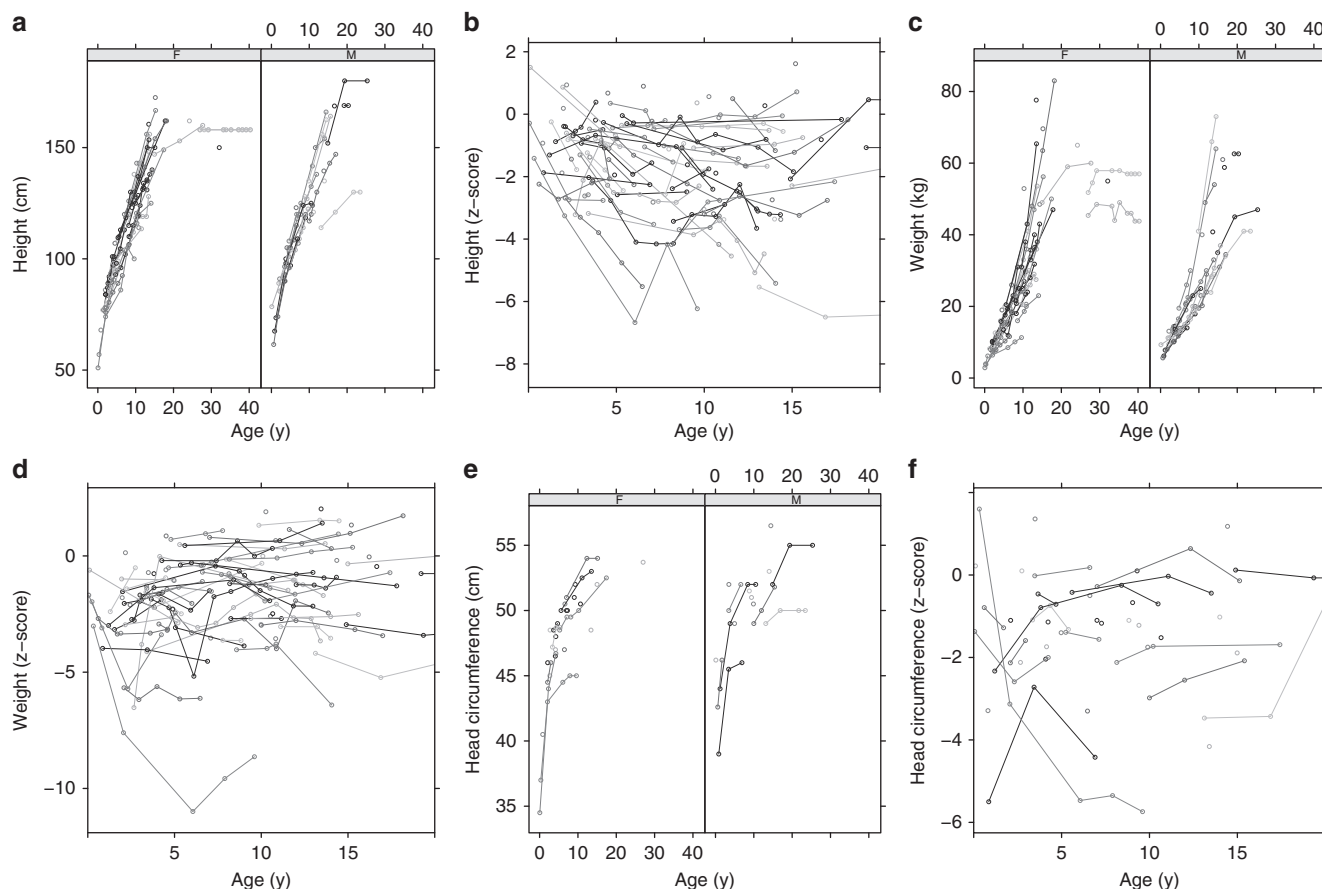 a
0 10 20 30 40
F M
150
100
50
Height (cm)
0 10 20 30 40
Age (y)
b
2
0
−2
−4
−6
−8
Height (z-score)
5 10 15
Age (y)
c
0 10 20 30 40
F M
80
60
40
20
0
Weight (kg)
0 10 20 30 40
Age (y)
d
0
−5
−10
Weight (z-score)
5 10 15
Age (y)
e
0 10 20 30 40
F M
55
50
45
40
35
Head circumference (cm)
0 10 20 30 40
Age (y)
f
0
−2
−4
−6
Head circumference (z-score)
5 10 15
Age (y)